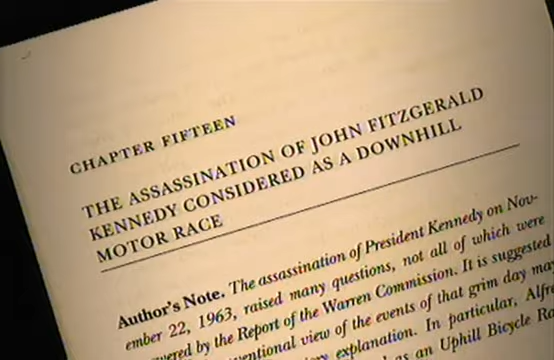 CHAPTER FIFTEEN
THE ASSASSINATION OF JOHN FITZGERALD
KENNEDY CONSIDERED AS A DOWNHILL
MOTOR RACE
Author's Note. The assassination of President Kennedy on Nov-
ember 22, 1963, raised many questions, not all of which were
wered by the Report of the Warren Commission. It is suggested
ventional view of the events of that grim day may
explanation. In particular, Alfre
as an Uphill Bicycle Ra